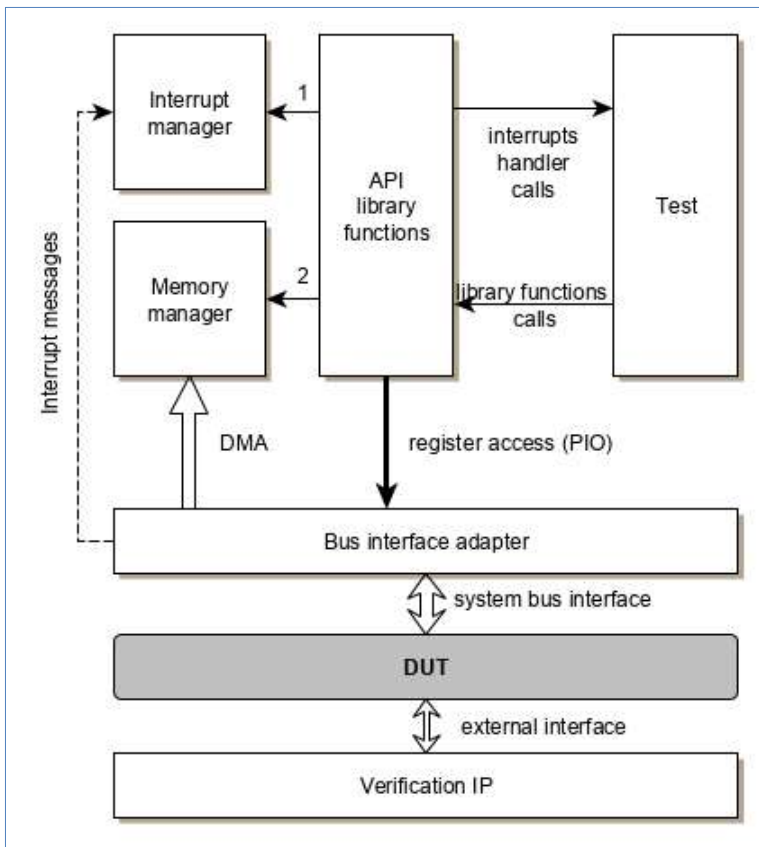 Interrupt
manager
1
API
library
functions
interrupts
handler
calls
Test
Memory
manager
2
library functions
calls
Interrupt messages
DMA
register access (PIO)
Bus interface adapter
system bus interface
DUT
external interface
Verification IP